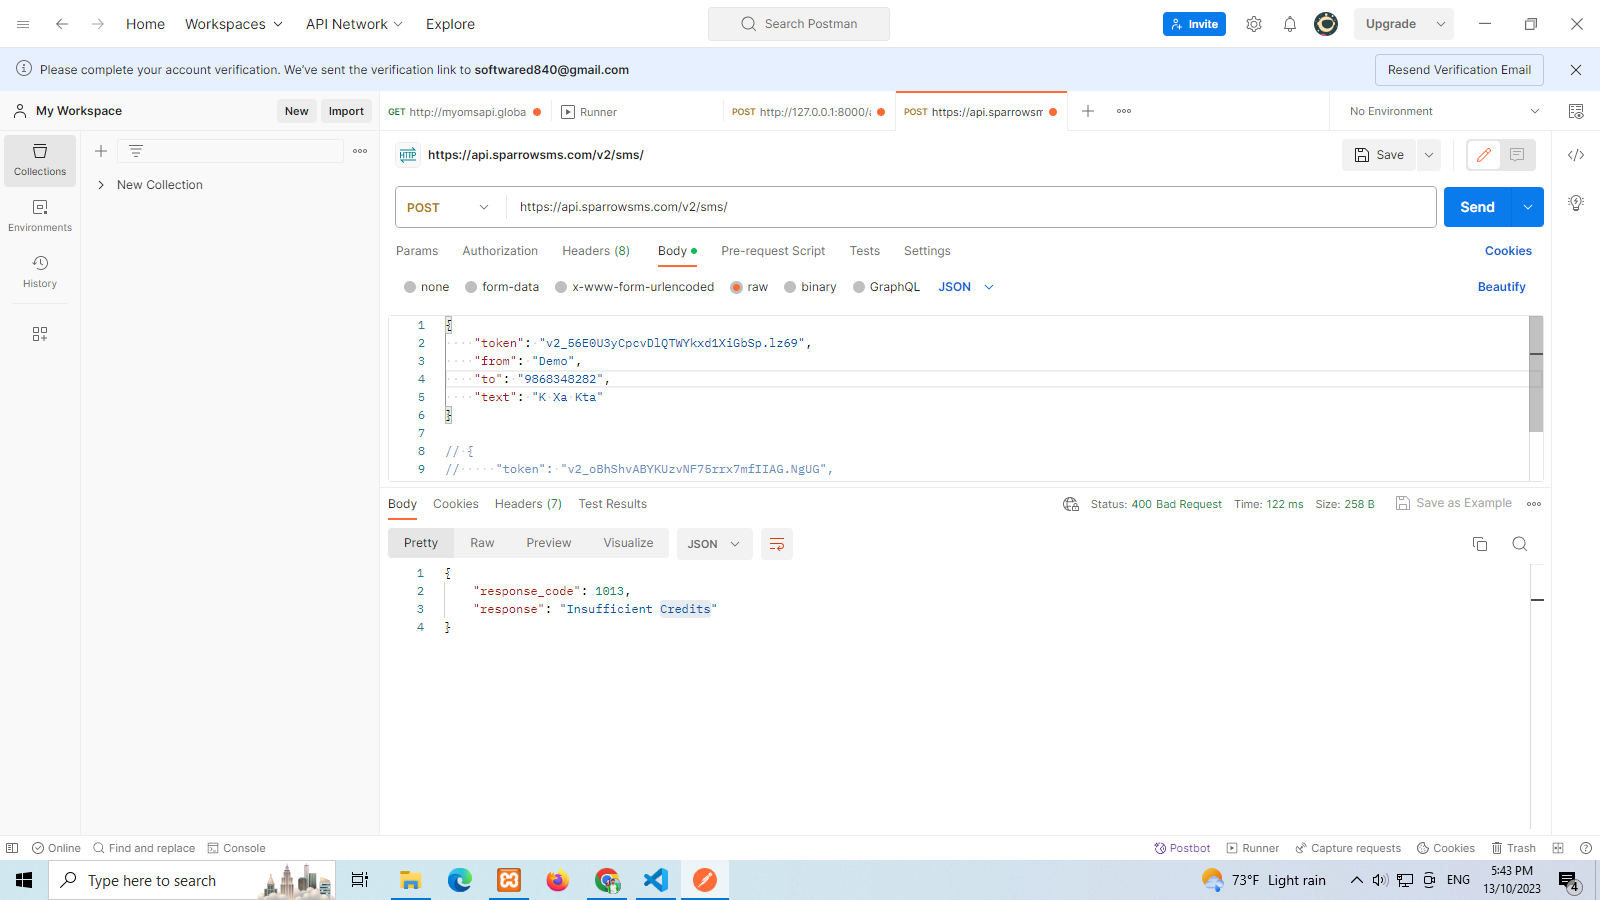 Home Workspaces API Network Explore Search Postman Invite Upgrade
Please complete your account verification. We've sent the verification link to softwared840@gmail.com Resend Verification Email
My Workspace New Import GET http://myomsapi.globa Runner POST http://127.0.0.1:8000/a POST https://api.sparrowsm No Environment
Collections
New Collection
Environments
History
HTTP https://api.sparrowsms.com/v2/sms/ Save
POST https://api.sparrowsms.com/v2/sms/ Send
Params Authorization Headers (8) Body Pre-request Script Tests Settings Cookies
none form-data x-www-form-urlencoded raw binary GraphQL JSON Beautify
1 {
2 "token": "v2_56E0U3yCpcvDlQTWYkxd1XiGbSp.lz69",
3 "from": "Demo",
4 "to": "9868348282",
5 "text": "K Xa Kta"
6 }
7
8 // {
9 // "token": "v2_oBhShvABYKUzvNF75rrx7mfIIAG.NgUG",
Body Cookies Headers (7) Test Results Status: 400 Bad Request Time: 122 ms Size: 258 B Save as Example
Pretty Raw Preview Visualize JSON
1 {
2 "response_code": 1013,
3 "response": "Insufficient Credits"
4 }
Online Find and replace Console Postbot Runner Capture requests Cookies Trash
Type here to search 73°F Light rain ENG 5:43 PM
13/10/2023 4